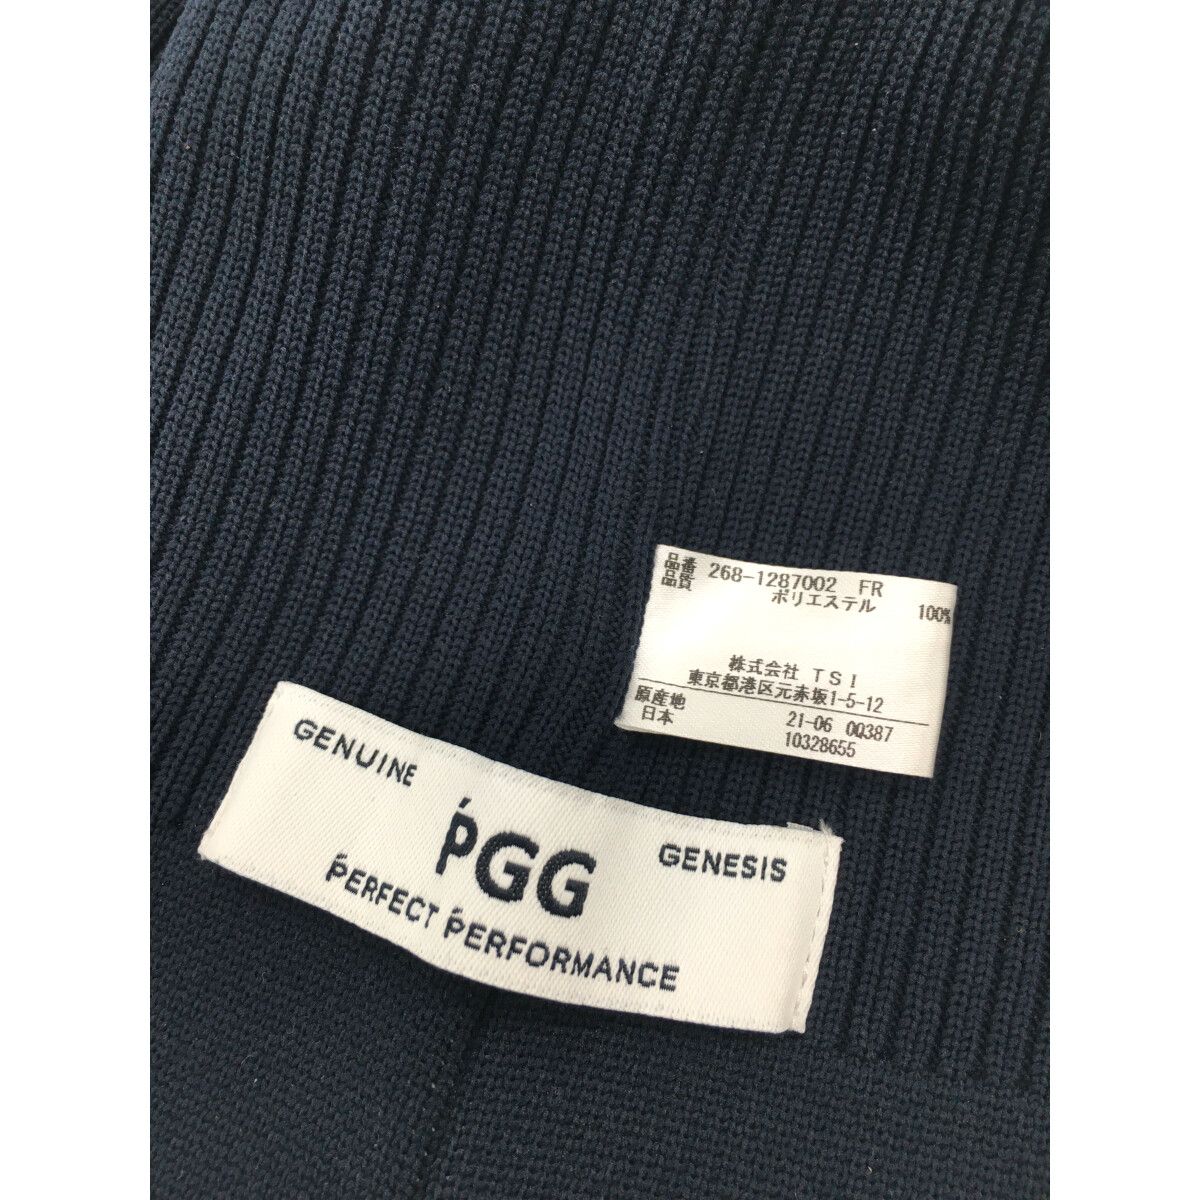 品番 268-1287002 FR
品質 ポリエステル 100%
株式会社 TSI
東京都港区元赤坂1-5-12
原産地
日本 21-06 00387
10328655
GENUINE
PGG GENESIS
PERFECT PERFORMANCE